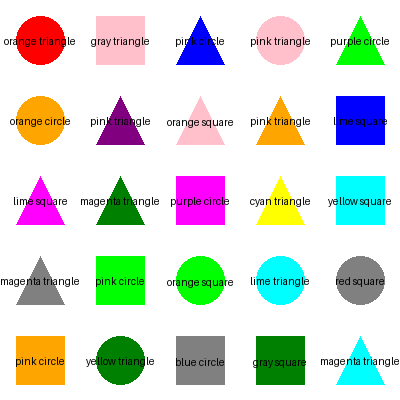 orange triangle
gray triangle
pink circle
pink triangle
purple circle
orange circle
pink triangle
orange square
pink triangle
lime square
lime square
magenta triangle
purple circle
cyan triangle
yellow square
magenta triangle
pink circle
orange square
lime triangle
red square
pink circle
yellow triangle
blue circle
gray square
magenta triangle